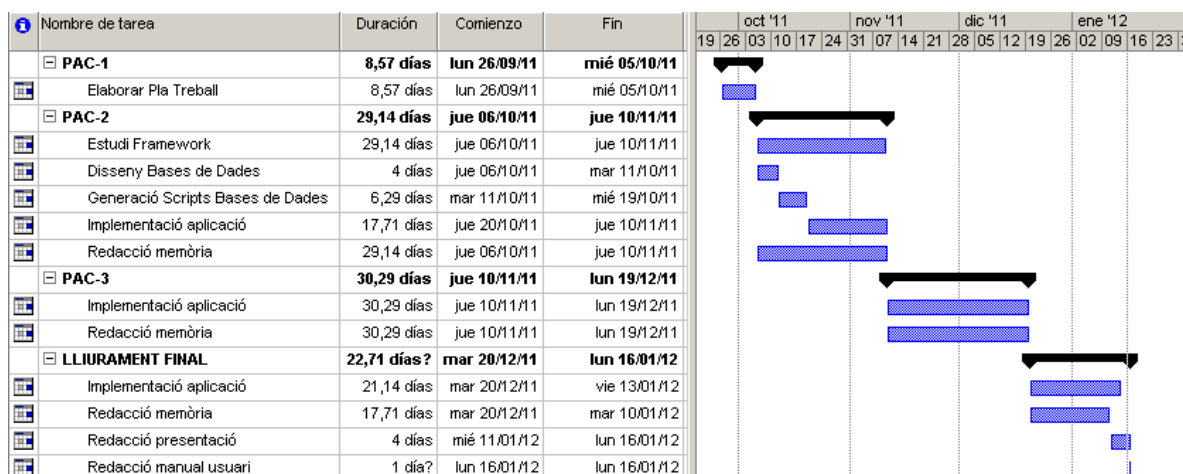 Nombre de tarea Duración Comienzo Fin oct '11 nov '11 dic '11 ene '12
19 26 03 10 17 24 31 07 14 21 28 05 12 19 26 02 09 16 23
PAC-1 8,57 días lun 26/09/11 mié 05/10/11
Elaborar Pla Treball 8,57 días lun 26/09/11 mié 05/10/11
PAC-2 29,14 días jue 06/10/11 jue 10/11/11
Estudi Framework 29,14 días jue 06/10/11 jue 10/11/11
Disseny Bases de Dades 4 días jue 06/10/11 mar 11/10/11
Generació Scripts Bases de Dades 6,29 días mar 11/10/11 mié 19/10/11
Implementació aplicació 17,71 días jue 20/10/11 jue 10/11/11
Redacció memòria 29,14 días jue 06/10/11 jue 10/11/11
PAC-3 30,29 días jue 10/11/11 lun 19/12/11
Implementació aplicació 30,29 días jue 10/11/11 lun 19/12/11
Redacció memòria 30,29 días jue 10/11/11 lun 19/12/11
LLIURAMENT FINAL 22,71 días? mar 20/12/11 lun 16/01/12
Implementació aplicació 21,14 días mar 20/12/11 vie 13/01/12
Redacció memòria 17,71 días mar 20/12/11 mar 10/01/12
Redacció presentació 4 días mié 11/01/12 lun 16/01/12
Redacció manual usuari 1 día? lun 16/01/12 lun 16/01/12